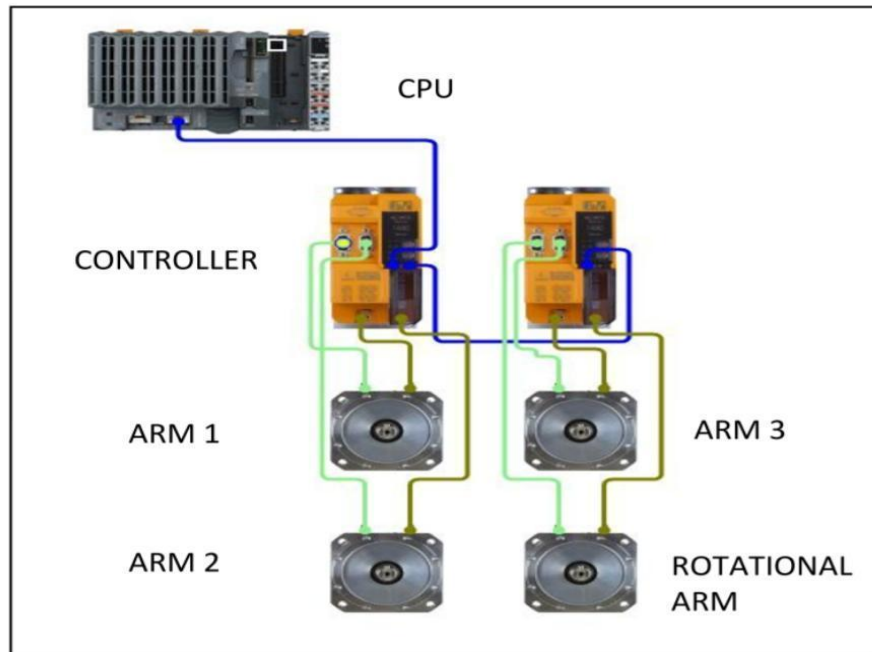 CPU
CONTROLLER
ARM 1
ARM 3
ARM 2
ROTATIONAL
ARM